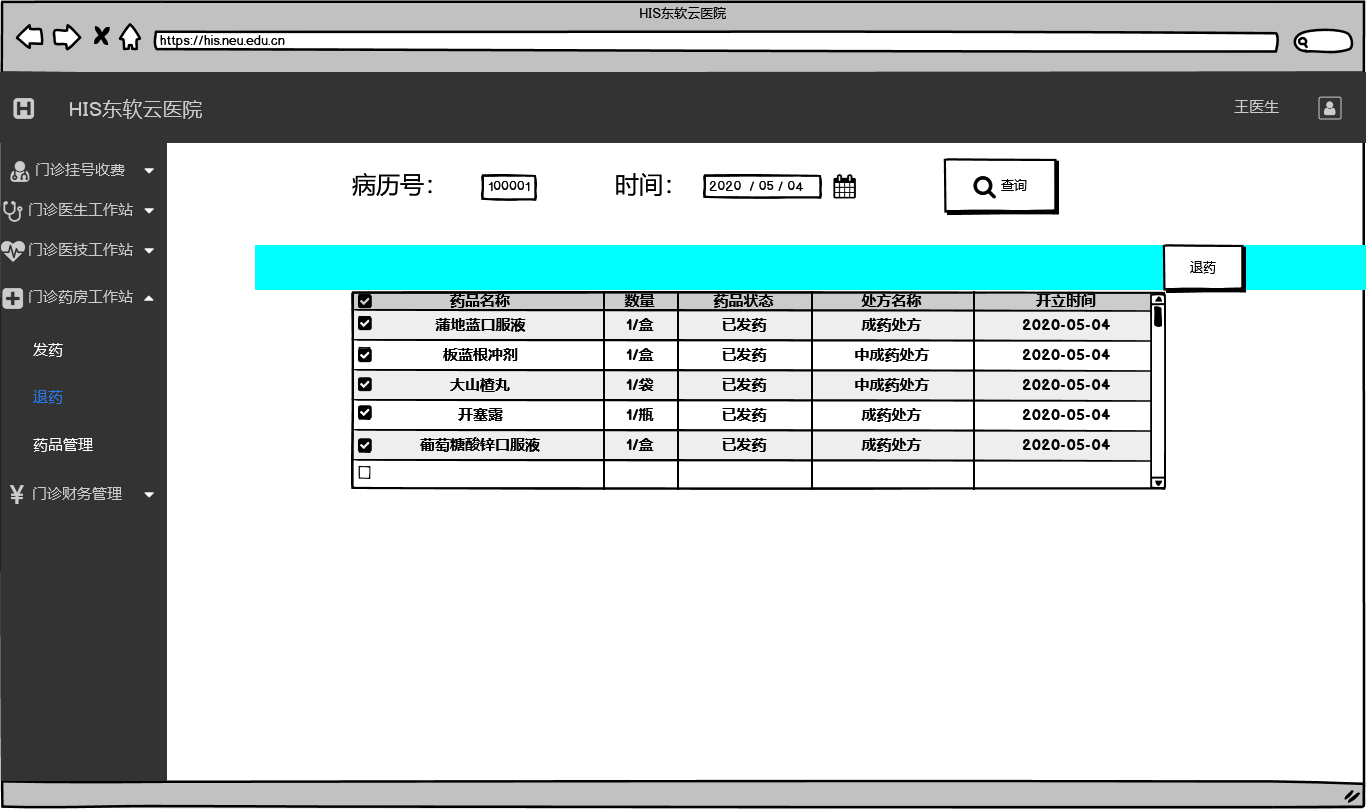 HIS东软云医院
https://his.neu.edu.cn
HIS东软云医院
王医生
门诊挂号收费
门诊医生工作站
门诊医技工作站
门诊药房工作站
发药
退药
药品管理
门诊财务管理
病历号： 100001 时间： 2020 / 05 / 04 查询
退药
药品名称 数量 药品状态 处方名称 开立时间
蒲地蓝口服液 1/盒 已发药 成药处方 2020-05-04
板蓝根冲剂 1/盒 已发药 中成药处方 2020-05-04
大山楂丸 1/袋 已发药 中成药处方 2020-05-04
开塞露 1/瓶 已发药 成药处方 2020-05-04
葡萄糖酸锌口服液 1/盒 已发药 成药处方 2020-05-04